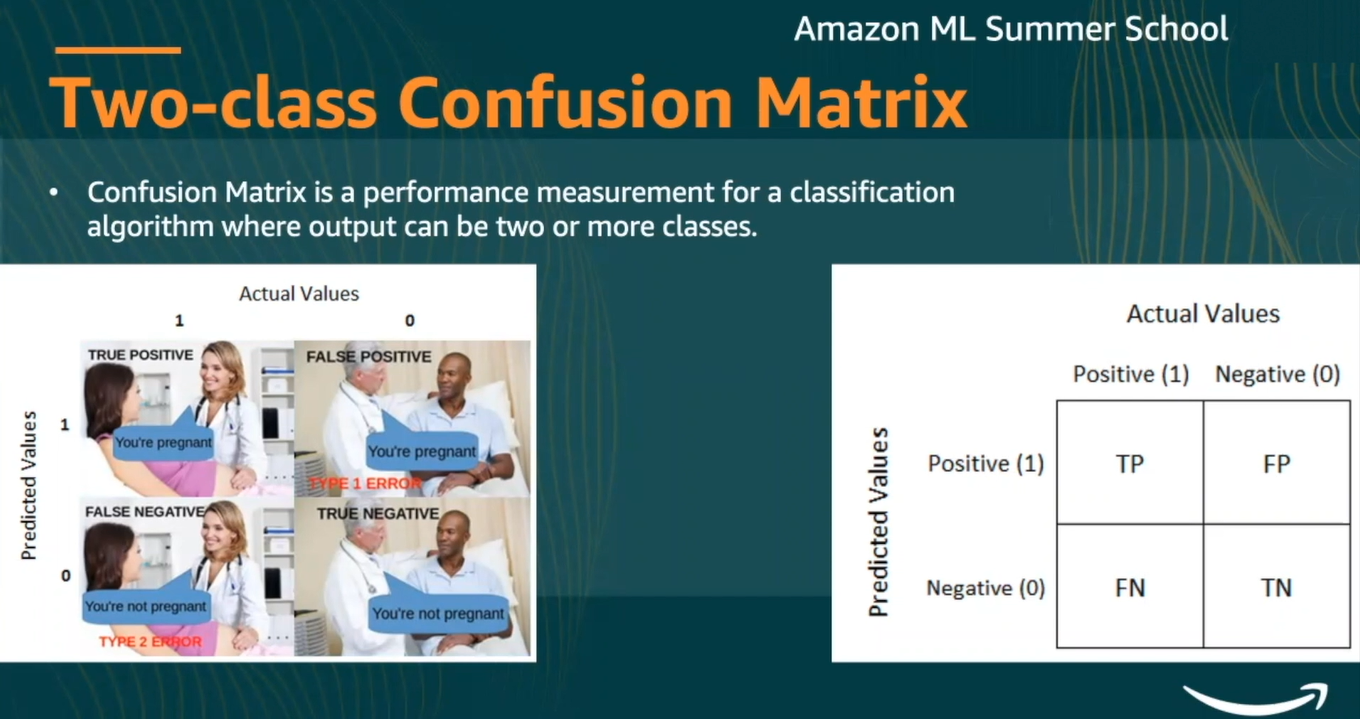 Amazon ML Summer School
Two-class Confusion Matrix
• Confusion Matrix is a performance measurement for a classification
algorithm where output can be two or more classes.
Actual Values
1 0
Predicted Values
1
TRUE POSITIVE
You're pregnant
FALSE POSITIVE
You're pregnant
TYPE 1 ERROR
0
FALSE NEGATIVE
You're not pregnant
TYPE 2 ERROR
TRUE NEGATIVE
You're not pregnant
Actual Values
Positive (1) Negative (0)
Predicted Values
Positive (1) TP FP
Negative (0) FN TN